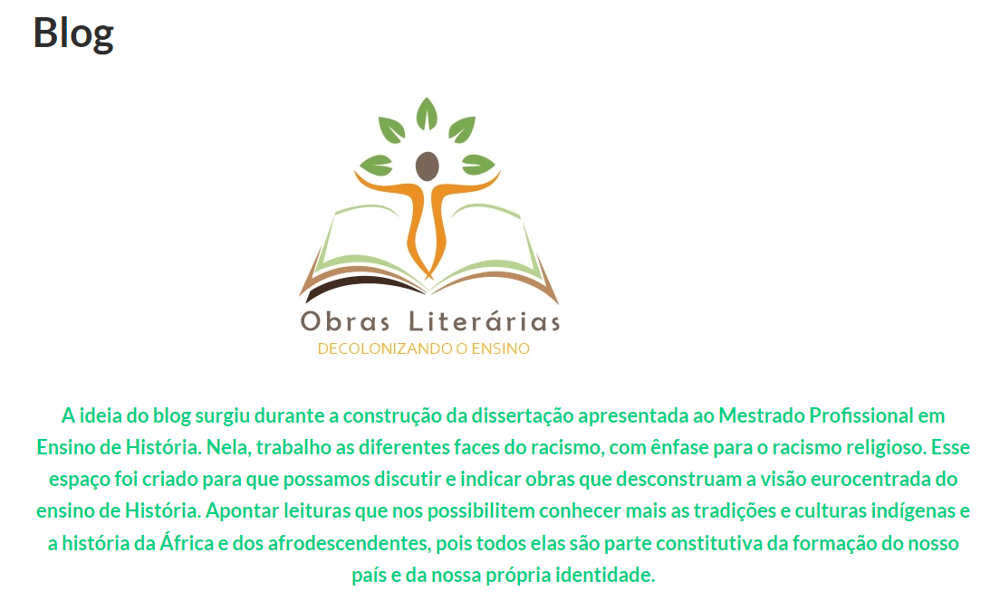 Blog
Obras Literárias
DECOLONIZANDO O ENSINO
A ideia do blog surgiu durante a construção da dissertação apresentada ao Mestrado Profissional em
Ensino de História. Nela, trabalho as diferentes faces do racismo, com ênfase para o racismo religioso. Esse
espaço foi criado para que possamos discutir e indicar obras que desconstruam a visão eurocentrada do
ensino de História. Apontar leituras que nos possibilitem conhecer mais as tradições e culturas indígenas e
a história da África e dos afrodescendentes, pois todos elas são parte constitutiva da formação do nosso
país e da nossa própria identidade.